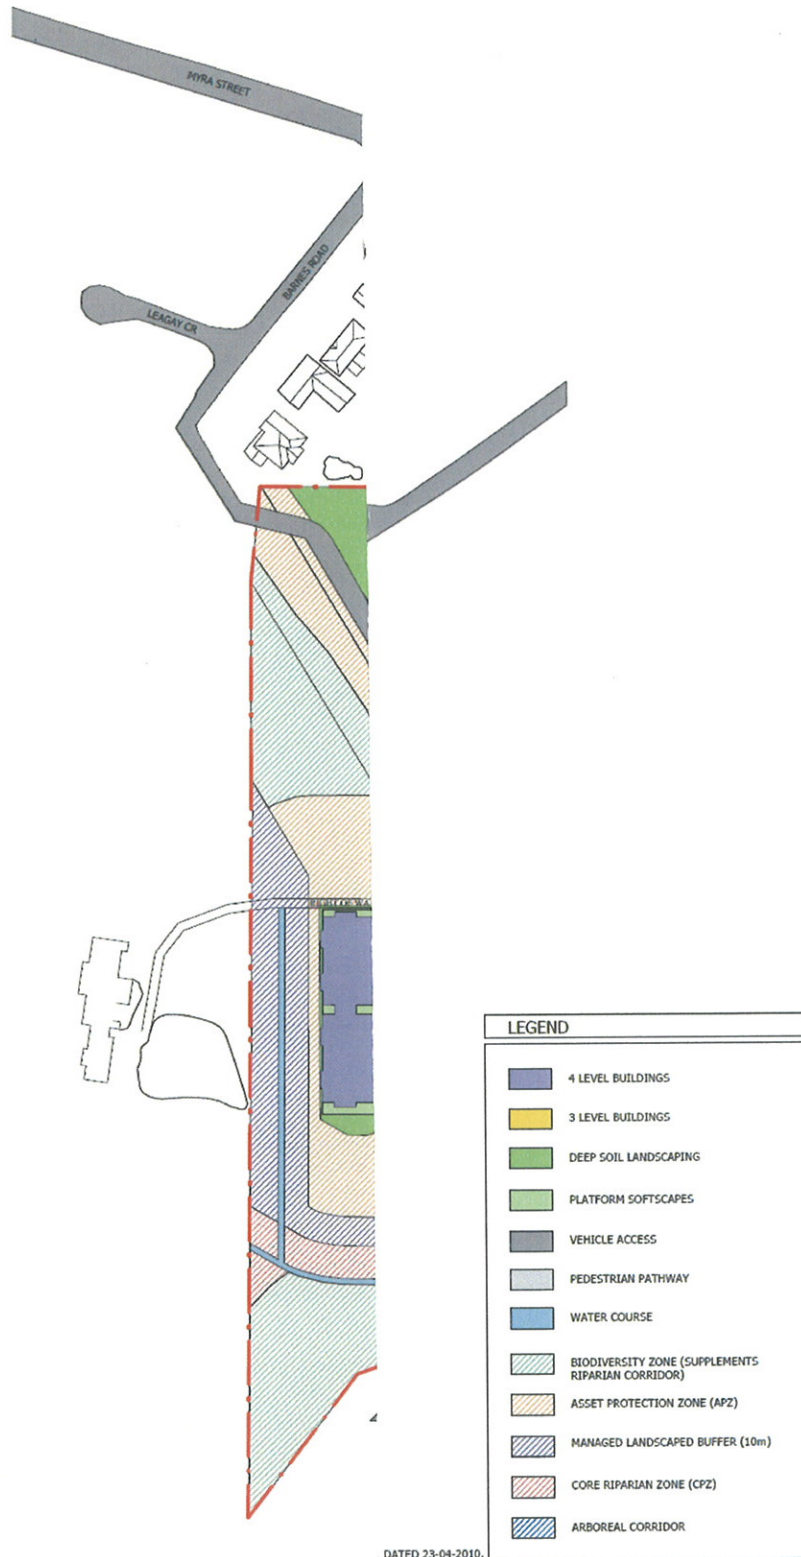 MYRA STREET
BARNES ROAD
LEAGAY CR
LEGEND
4 LEVEL BUILDINGS
3 LEVEL BUILDINGS
DEEP SOIL LANDSCAPING
PLATFORM SOFTSCAPES
VEHICLE ACCESS
PEDESTRIAN PATHWAY
WATER COURSE
BIODIVERSITY ZONE (SUPPLEMENTS
RIPARIAN CORRIDOR)
ASSET PROTECTION ZONE (APZ)
MANAGED LANDSCAPED BUFFER (10m)
CORE RIPARIAN ZONE (CPZ)
ARBOREAL CORRIDOR
DATED 23-04-2010.